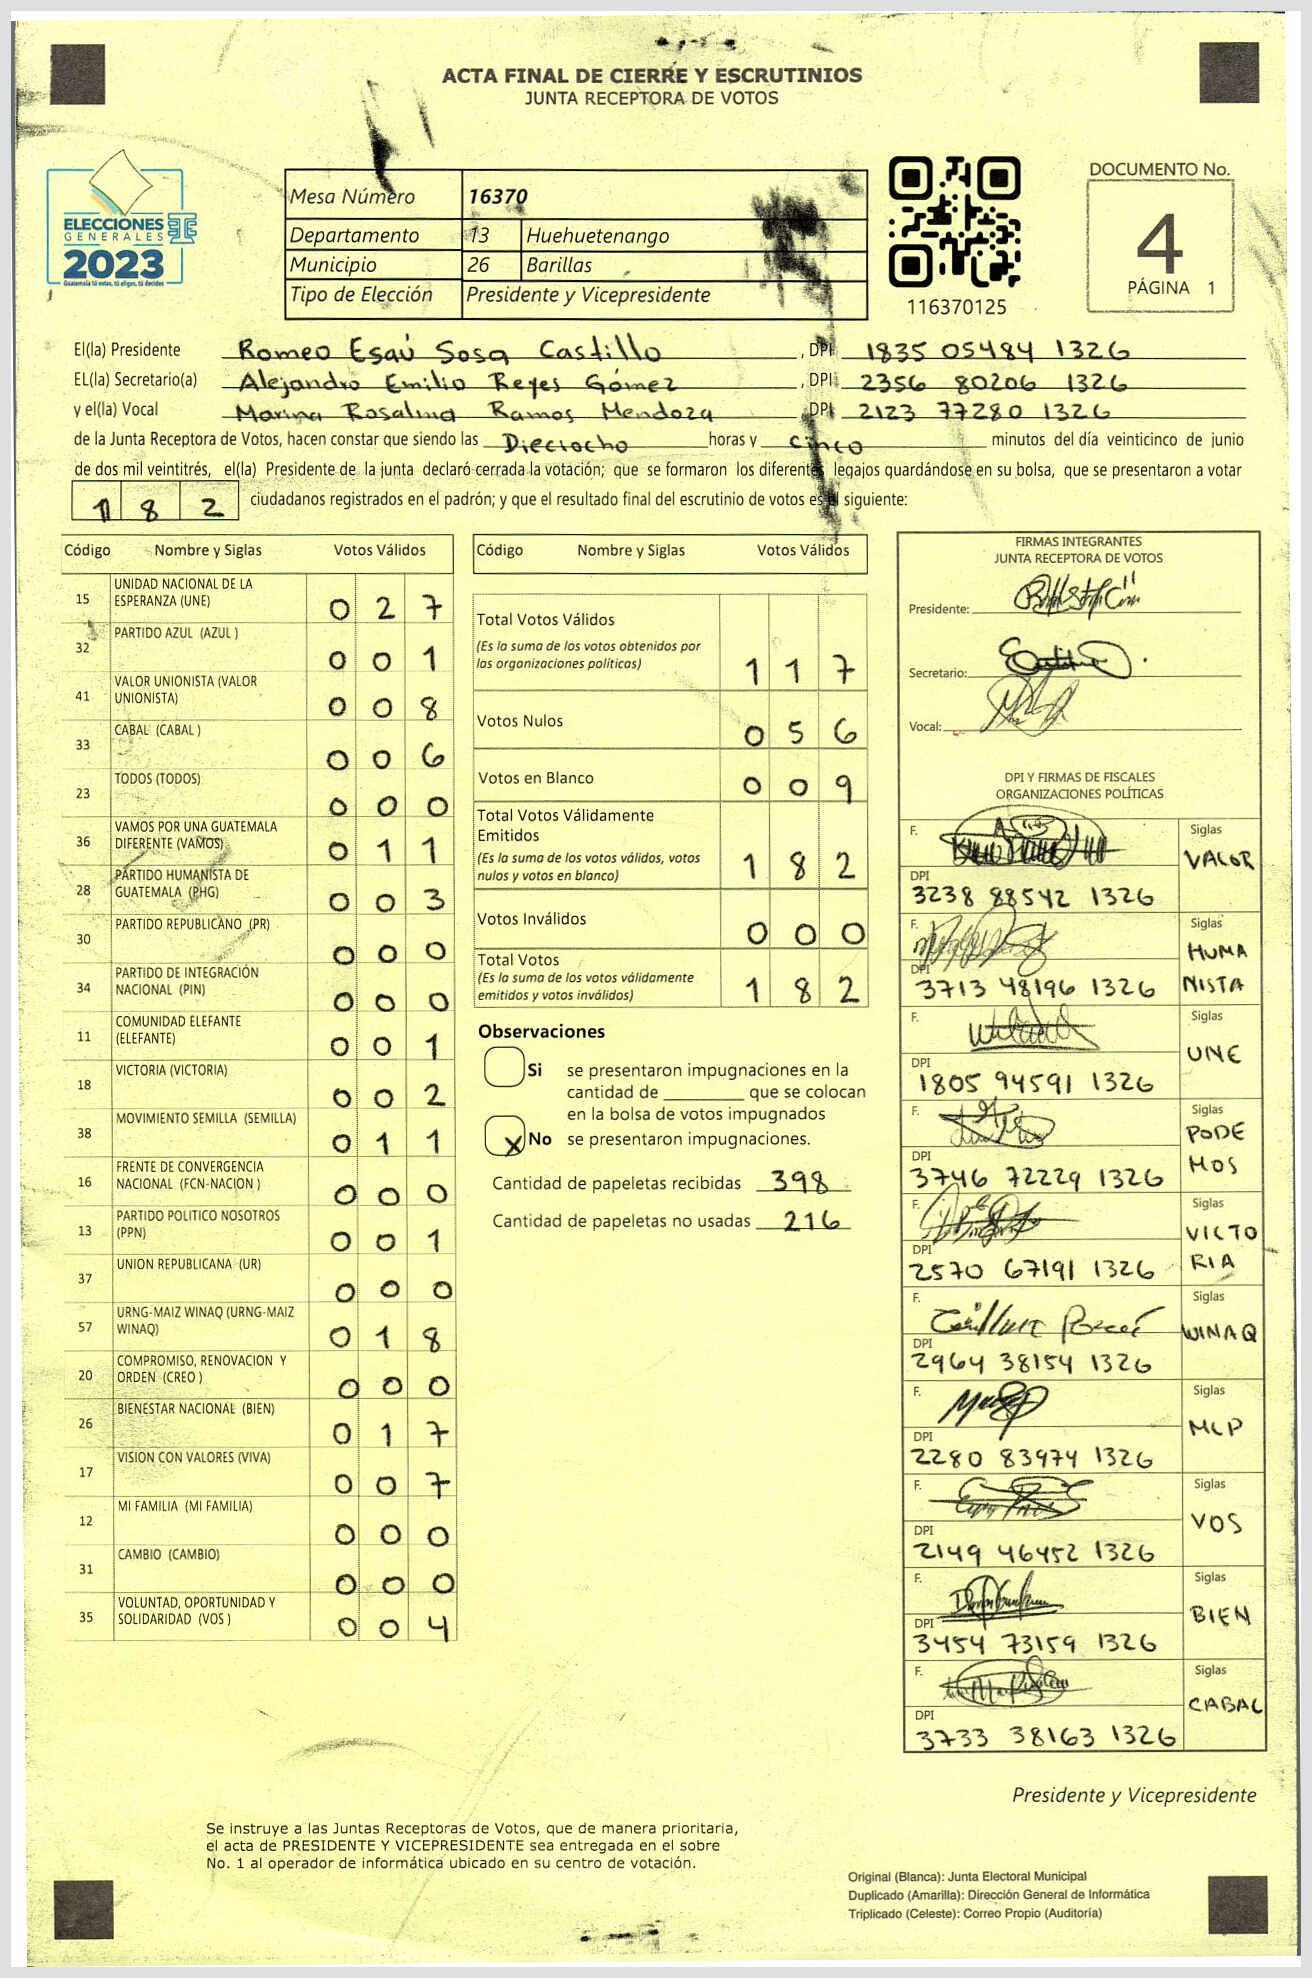 ACTA FINAL DE CIERRE Y ESCRUTINIOS
JUNTA RECEPTORA DE VOTOS
ELECCIONES
GENERALES
2023
Guatemala tú votas, tú eliges, tú decides
Mesa Número 16370
Departamento 13 Huehuetenango
Municipio 26 Barillas
Tipo de Elección Presidente y Vicepresidente
116370125
DOCUMENTO No.
4
PÁGINA 1
El(la) Presidente Romeo Esaú Sosa Castillo , DPI 1835 05484 1326
EL(la) Secretario(a) Alejandro Emilio Reyes Gómez , DPI 2356 80206 1326
y el(la) Vocal Marina Rosalina Ramos Mendoza , DPI 2123 77280 1326
de la Junta Receptora de Votos, hacen constar que siendo las Dieciocho horas y cinco minutos del día veinticinco de junio
de dos mil veintitrés, el(la) Presidente de la junta declaró cerrada la votación; que se formaron los diferentes legajos guardándose en su bolsa, que se presentaron a votar
182 ciudadanos registrados en el padrón; y que el resultado final del escrutinio de votos es el siguiente:
Código Nombre y Siglas Votos Válidos
15 UNIDAD NACIONAL DE LA ESPERANZA (UNE) 0 2 7
32 PARTIDO AZUL (AZUL ) 0 0 1
41 VALOR UNIONISTA (VALOR UNIONISTA) 0 0 8
33 CABAL (CABAL ) 0 0 6
23 TODOS (TODOS) 0 0 0
36 VAMOS POR UNA GUATEMALA DIFERENTE (VAMOS) 0 1 1
28 PARTIDO HUMANISTA DE GUATEMALA (PHG) 0 0 3
30 PARTIDO REPUBLICANO (PR) 0 0 0
34 PARTIDO DE INTEGRACIÓN NACIONAL (PIN) 0 0 0
11 COMUNIDAD ELEFANTE (ELEFANTE) 0 0 1
18 VICTORIA (VICTORIA) 0 0 2
38 MOVIMIENTO SEMILLA (SEMILLA) 0 1 1
16 FRENTE DE CONVERGENCIA NACIONAL (FCN-NACION ) 0 0 0
13 PARTIDO POLITICO NOSOTROS (PPN) 0 0 1
37 UNION REPUBLICANA (UR) 0 0 0
57 URNG-MAIZ WINAQ (URNG-MAIZ WINAQ) 0 1 8
20 COMPROMISO, RENOVACION Y ORDEN (CREO ) 0 0 0
26 BIENESTAR NACIONAL (BIEN) 0 1 7
17 VISION CON VALORES (VIVA) 0 0 7
12 MI FAMILIA (MI FAMILIA) 0 0 0
31 CAMBIO (CAMBIO) 0 0 0
35 VOLUNTAD, OPORTUNIDAD Y SOLIDARIDAD (VOS ) 0 0 4
Código Nombre y Siglas Votos Válidos
Total Votos Válidos
(Es la suma de los votos obtenidos por
las organizaciones políticas) 1 1 7
Votos Nulos 0 5 6
Votos en Blanco 0 0 9
Total Votos Válidamente
Emitidos
(Es la suma de los votos válidos, votos
nulos y votos en blanco) 1 8 2
Votos Inválidos 0 0 0
Total Votos
(Es la suma de los votos válidamente
emitidos y votos inválidos) 1 8 2
Observaciones
Si se presentaron impugnaciones en la
cantidad de ________ que se colocan
en la bolsa de votos impugnados
x No se presentaron impugnaciones.
Cantidad de papeletas recibidas 398
Cantidad de papeletas no usadas 216
FIRMAS INTEGRANTES
JUNTA RECEPTORA DE VOTOS
Presidente:
Secretario:
Vocal:
DPI Y FIRMAS DE FISCALES
ORGANIZACIONES POLÍTICAS
F. Siglas VALOR
DPI 3238 88542 1326
F. Siglas HUMANISTA
DPI 3713 48196 1326
F. Siglas UNE
DPI 1805 94591 1326
F. Siglas PODEMOS
DPI 3746 72229 1326
F. Siglas VICTORIA
DPI 2570 67191 1326
F. Siglas WINAQ
DPI 2964 38154 1326
F. Siglas MLP
DPI 2280 83974 1326
F. Siglas VOS
DPI 2149 46452 1326
F. Siglas BIEN
DPI 3454 73159 1326
F. Siglas CABAL
DPI 3733 38163 1326
Presidente y Vicepresidente
Se instruye a las Juntas Receptoras de Votos, que de manera prioritaria,
el acta de PRESIDENTE Y VICEPRESIDENTE sea entregada en el sobre
No. 1 al operador de informática ubicado en su centro de votación.
Original (Blanca): Junta Electoral Municipal
Duplicado (Amarilla): Dirección General de Informática
Triplicado (Celeste): Correo Propio (Auditoría)